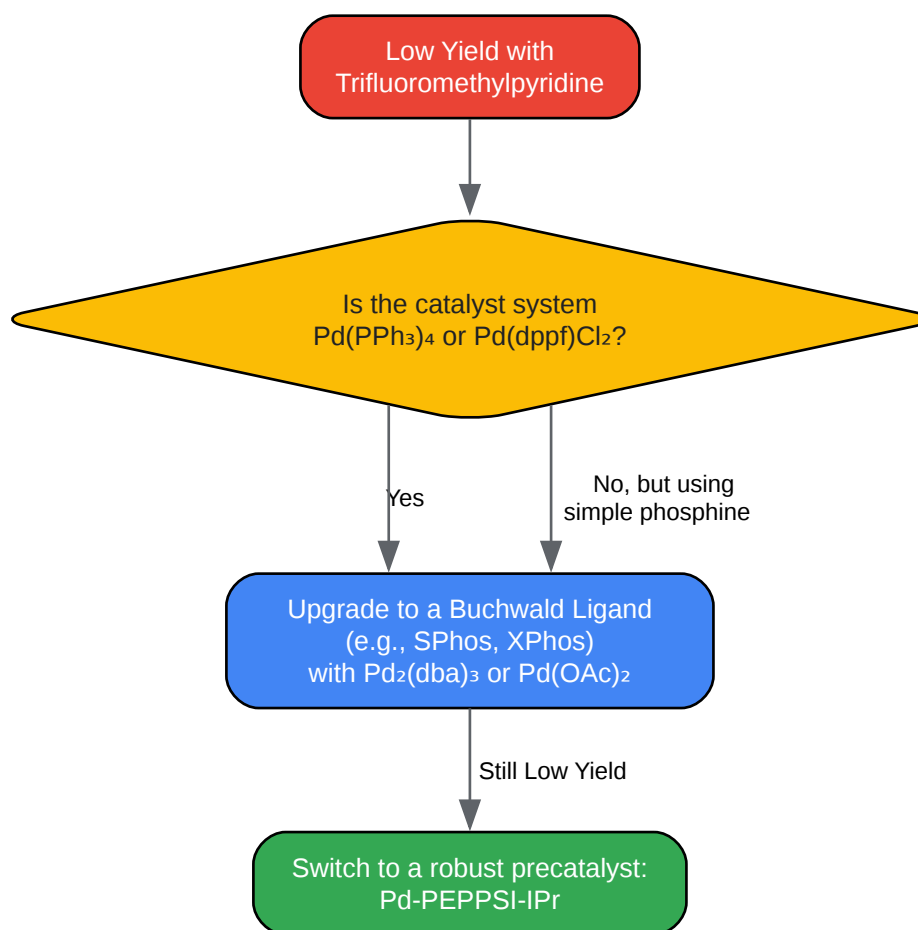 Low Yield with
Trifluoromethylpyridine
Is the catalyst system
Pd(PPh₃)₄ or Pd(dppf)Cl₂?
Yes
No, but using
simple phosphine
Upgrade to a Buchwald Ligand
(e.g., SPhos, XPhos)
with Pd₂(dba)₃ or Pd(OAc)₂
Still Low Yield
Switch to a robust precatalyst:
Pd-PEPPSI-IPr